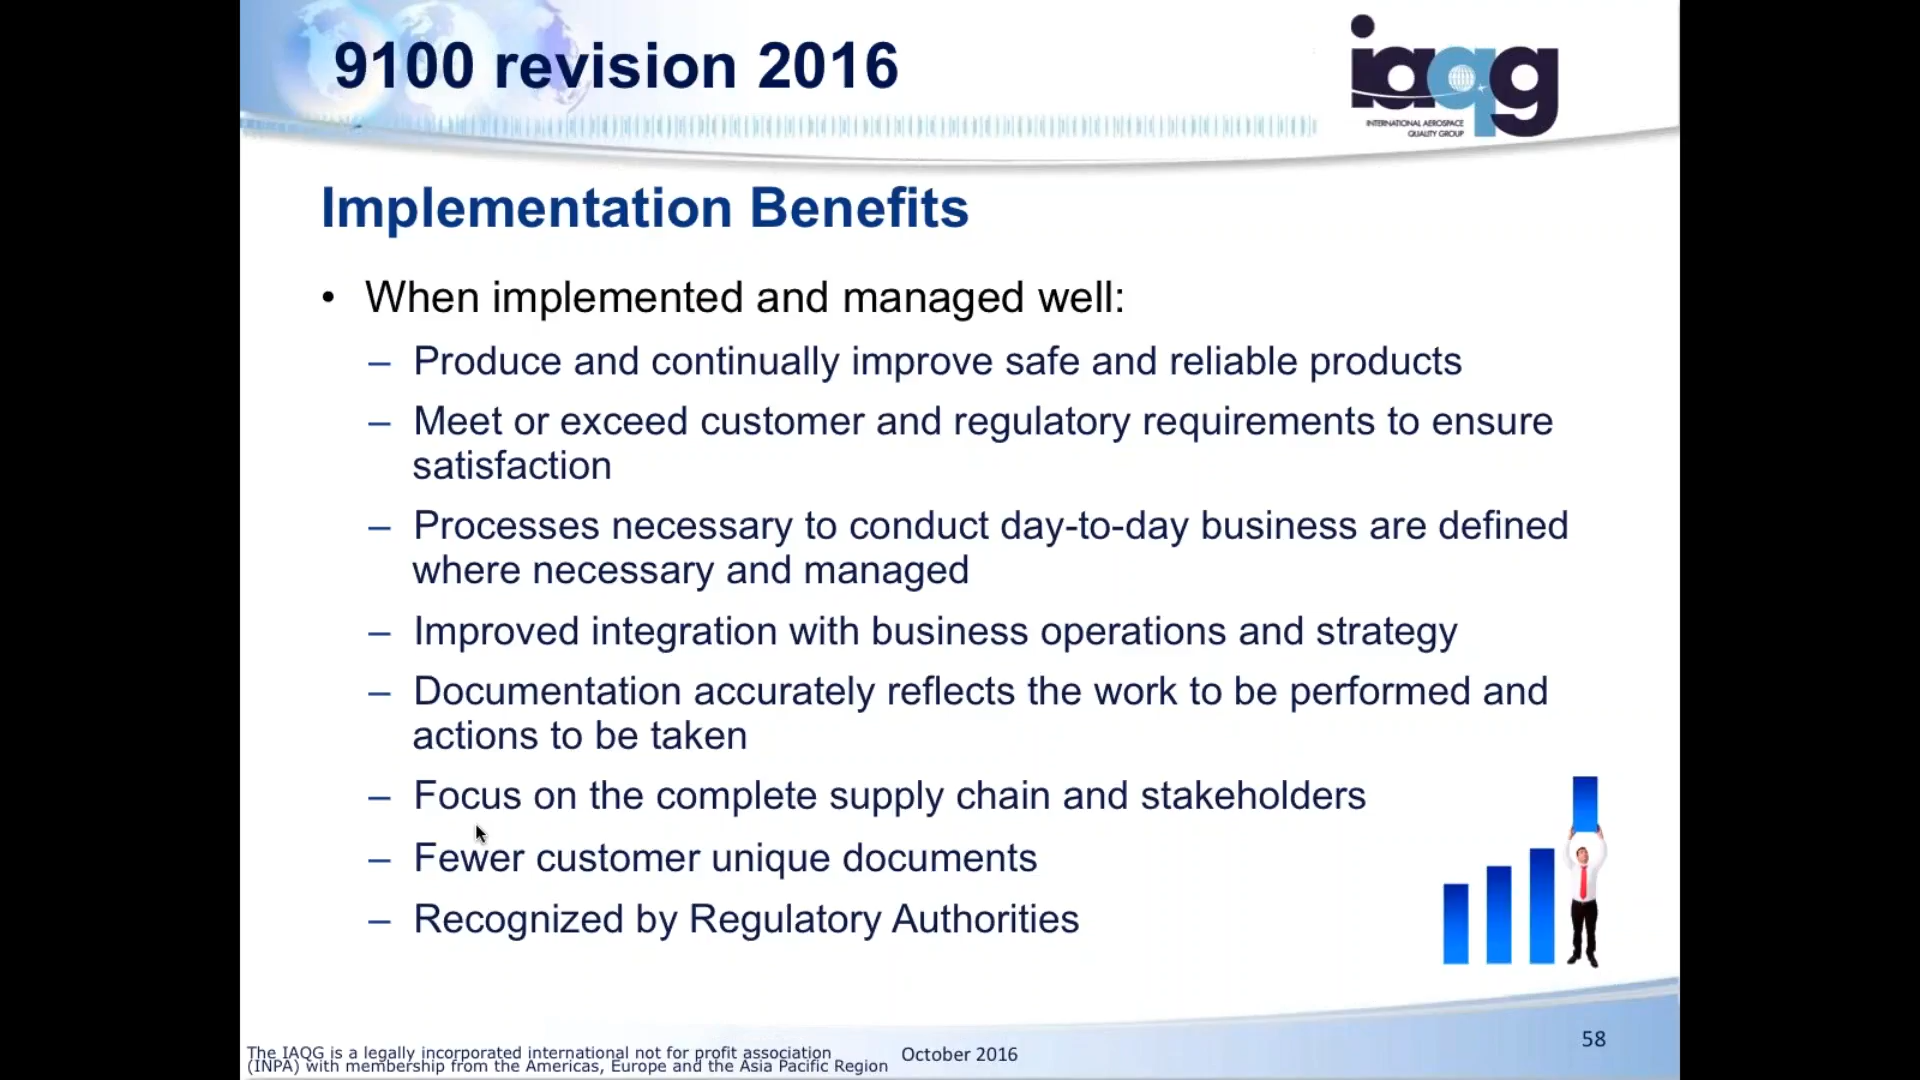 9100 revision 2016
iaqg
INTERNATIONAL AEROSPACE
QUALITY GROUP
Implementation Benefits
• When implemented and managed well:
– Produce and continually improve safe and reliable products
– Meet or exceed customer and regulatory requirements to ensure
satisfaction
– Processes necessary to conduct day-to-day business are defined
where necessary and managed
– Improved integration with business operations and strategy
– Documentation accurately reflects the work to be performed and
actions to be taken
– Focus on the complete supply chain and stakeholders
– Fewer customer unique documents
– Recognized by Regulatory Authorities
The IAQG is a legally incorporated international not for profit association
(INPA) with membership from the Americas, Europe and the Asia Pacific Region
October 2016
58